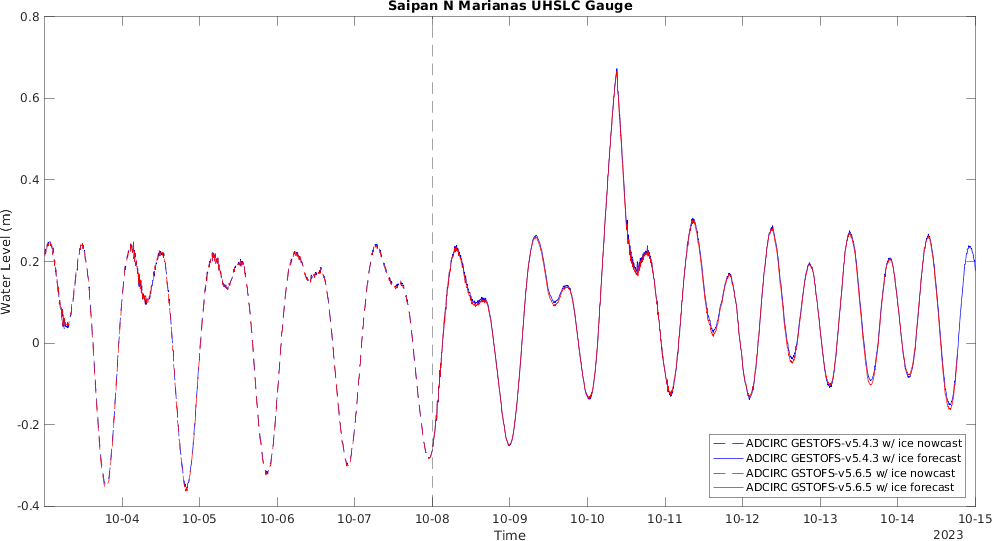 Saipan N Marianas UHSLC Gauge
0.8
0.6
0.4
0.2
0
-0.2
-0.4
Water Level (m)
ADCIRC GESTOFS-v5.4.3 w/ ice nowcast
ADCIRC GESTOFS-v5.4.3 w/ ice forecast
ADCIRC GSTOFS-v5.6.5 w/ ice nowcast
ADCIRC GSTOFS-v5.6.5 w/ ice forecast
10-04 10-05 10-06 10-07 10-08 10-09 10-10 10-11 10-12 10-13 10-14 10-15
Time
2023